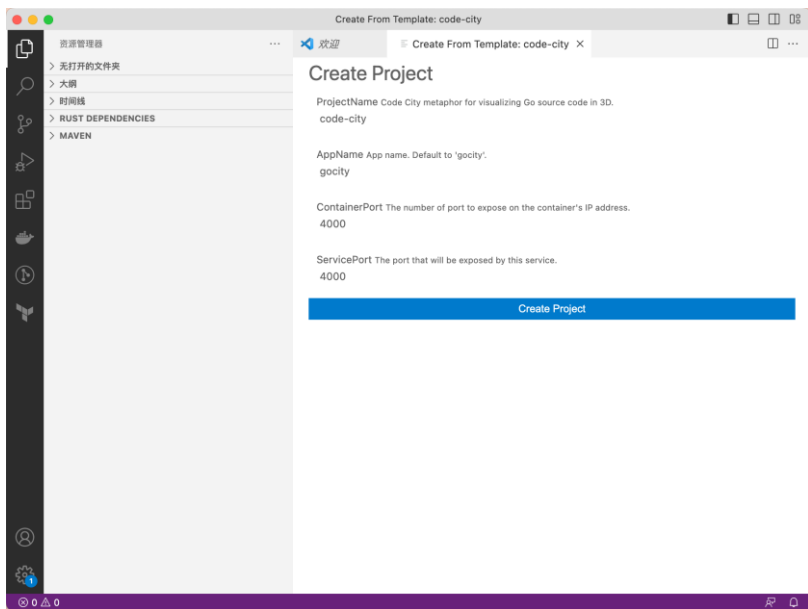 Create From Template: code-city
资源管理器
欢迎
Create From Template: code-city
无打开的文件夹
大纲
时间线
RUST DEPENDENCIES
MAVEN
Create Project
ProjectName Code City metaphor for visualizing Go source code in 3D.
code-city
AppName App name. Default to 'gocity'.
gocity
ContainerPort The number of port to expose on the container's IP address.
4000
ServicePort The port that will be exposed by this service.
4000
Create Project
1
0 0